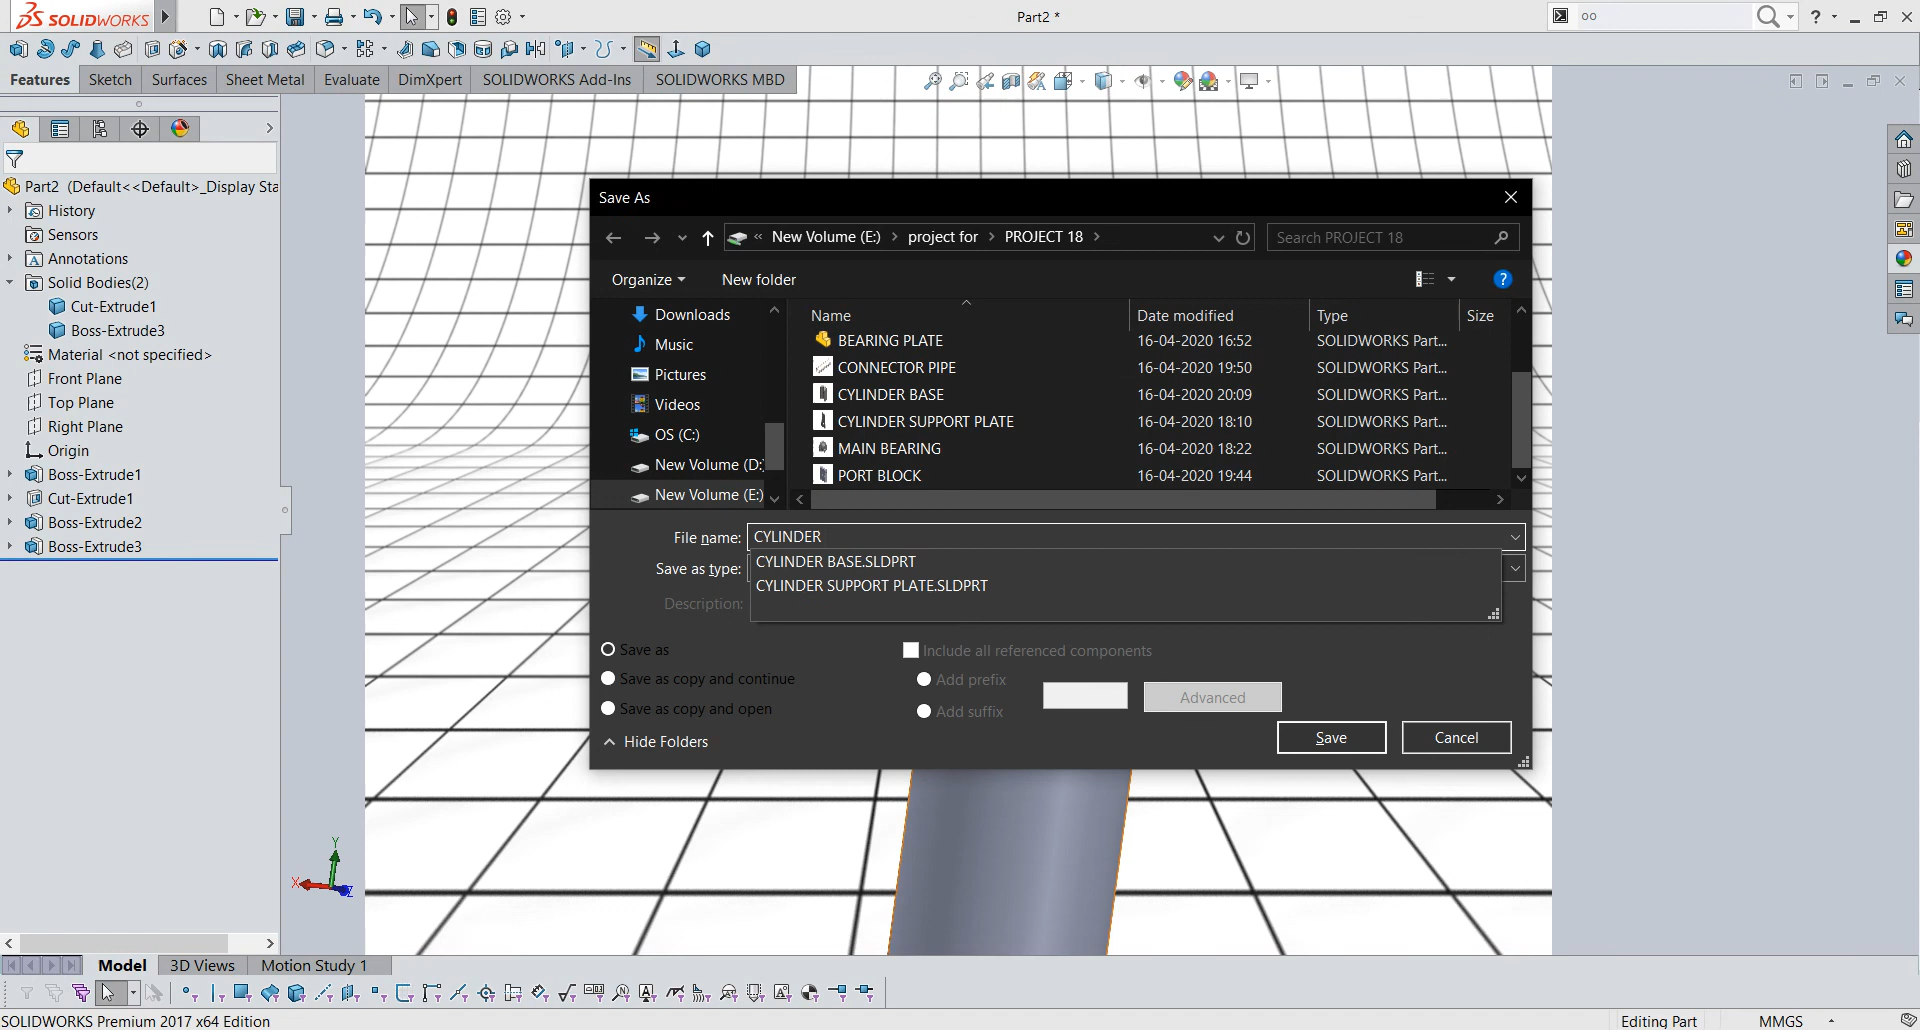 SOLIDWORKS
Part2 *
oo
?
Features Sketch Surfaces Sheet Metal Evaluate DimXpert SOLIDWORKS Add-Ins SOLIDWORKS MBD
Part2 (Default<<Default>_Display Sta
History
Sensors
Annotations
Solid Bodies(2)
Cut-Extrude1
Boss-Extrude3
Material <not specified>
Front Plane
Top Plane
Right Plane
Origin
Boss-Extrude1
Cut-Extrude1
Boss-Extrude2
Boss-Extrude3
Save As
« New Volume (E:) > project for > PROJECT 18 >
Search PROJECT 18
Organize
New folder
?
Downloads
Music
Pictures
Videos
OS (C:)
New Volume (D:)
New Volume (E:)
Name Date modified Type Size
BEARING PLATE 16-04-2020 16:52 SOLIDWORKS Part...
CONNECTOR PIPE 16-04-2020 19:50 SOLIDWORKS Part...
CYLINDER BASE 16-04-2020 20:09 SOLIDWORKS Part...
CYLINDER SUPPORT PLATE 16-04-2020 18:10 SOLIDWORKS Part...
MAIN BEARING 16-04-2020 18:22 SOLIDWORKS Part...
PORT BLOCK 16-04-2020 19:44 SOLIDWORKS Part...
File name: CYLINDER
CYLINDER BASE.SLDPRT
Save as type:
CYLINDER SUPPORT PLATE.SLDPRT
Description:
Save as
Include all referenced components
Save as copy and continue
Add prefix
Save as copy and open
Add suffix
Advanced
Hide Folders
Save
Cancel
Y
X
Z
Model 3D Views Motion Study 1
SOLIDWORKS Premium 2017 x64 Edition
Editing Part
MMGS